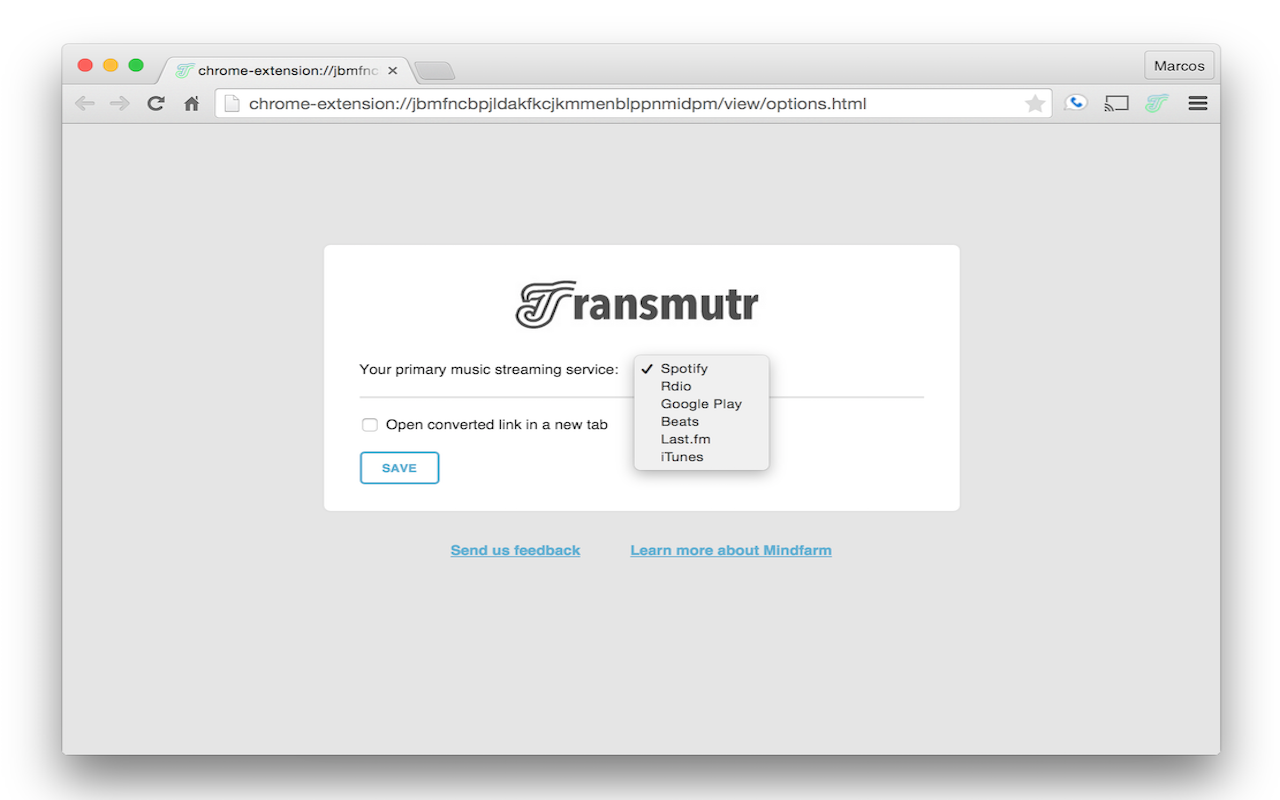 chrome-extension://jbmfnc
Marcos
chrome-extension://jbmfncbpjldakfkcjkmmenblppnmidpm/view/options.html
Transmutr
Your primary music streaming service:
✓ Spotify
Rdio
Google Play
Beats
Last.fm
iTunes
Open converted link in a new tab
SAVE
Send us feedback
Learn more about Mindfarm